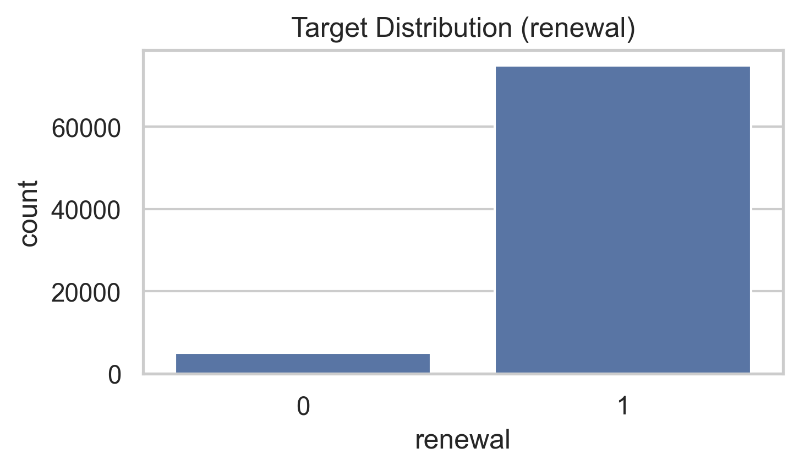 Target Distribution (renewal)
60000
40000
20000
0
count
0 1
renewal